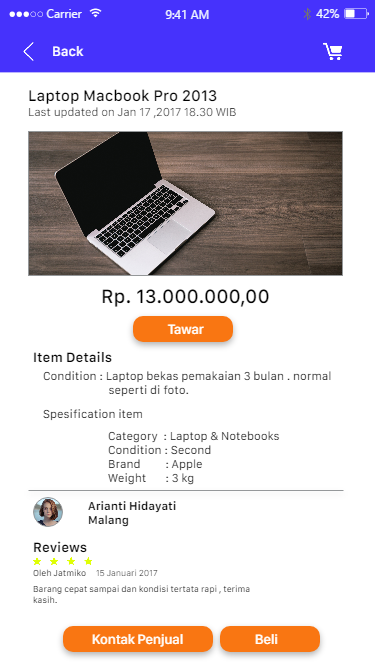 Carrier 9:41 AM 42%
Back
Laptop Macbook Pro 2013
Last updated on Jan 17 ,2017 18.30 WIB
Rp. 13.000.000,00
Tawar
Item Details
Condition : Laptop bekas pemakaian 3 bulan . normal
seperti di foto.
Spesification item
Category : Laptop & Notebooks
Condition : Second
Brand : Apple
Weight : 3 kg
Arianti Hidayati
Malang
Reviews
Oleh Jatmiko 15 Januari 2017
Barang cepat sampai dan kondisi tertata rapi , terima
kasih.
Kontak Penjual Beli